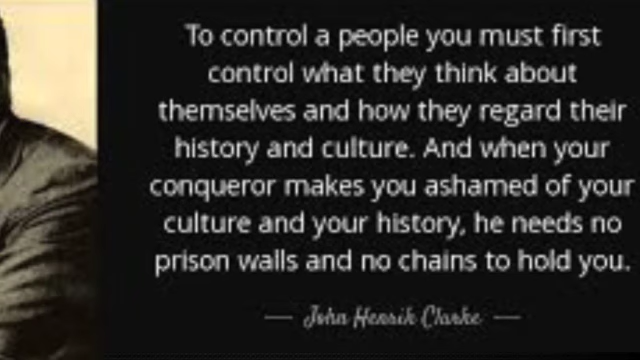 To control a people you must first
control what they think about
themselves and how they regard their
history and culture. And when your
conqueror makes you ashamed of your
culture and your history, he needs no
prison walls and no chains to hold you.
— John Henrik Clarke —